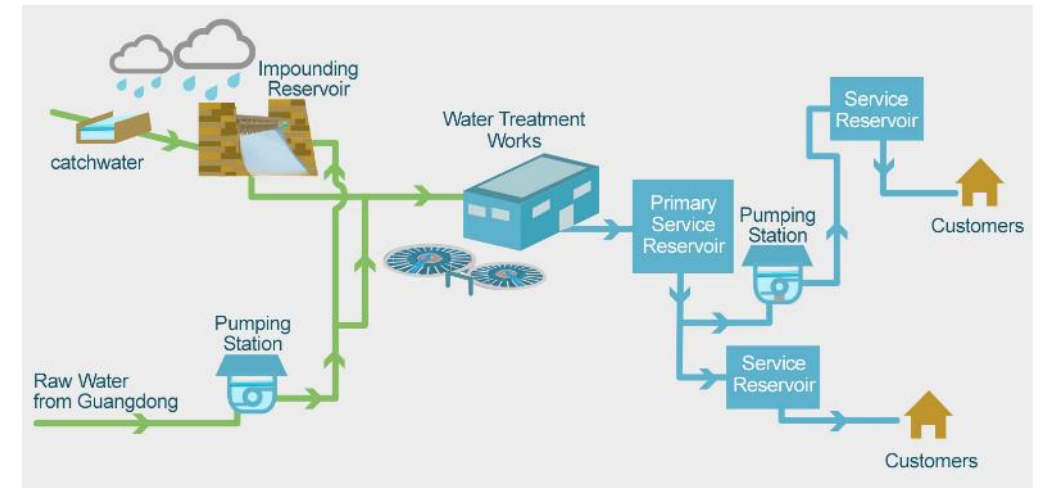 Impounding
Reservoir
catchwater
Water Treatment
Works
Service
Reservoir
Primary
Service
Reservoir
Pumping
Station
Customers
Pumping
Station
Service
Reservoir
Raw Water
from Guangdong
Customers